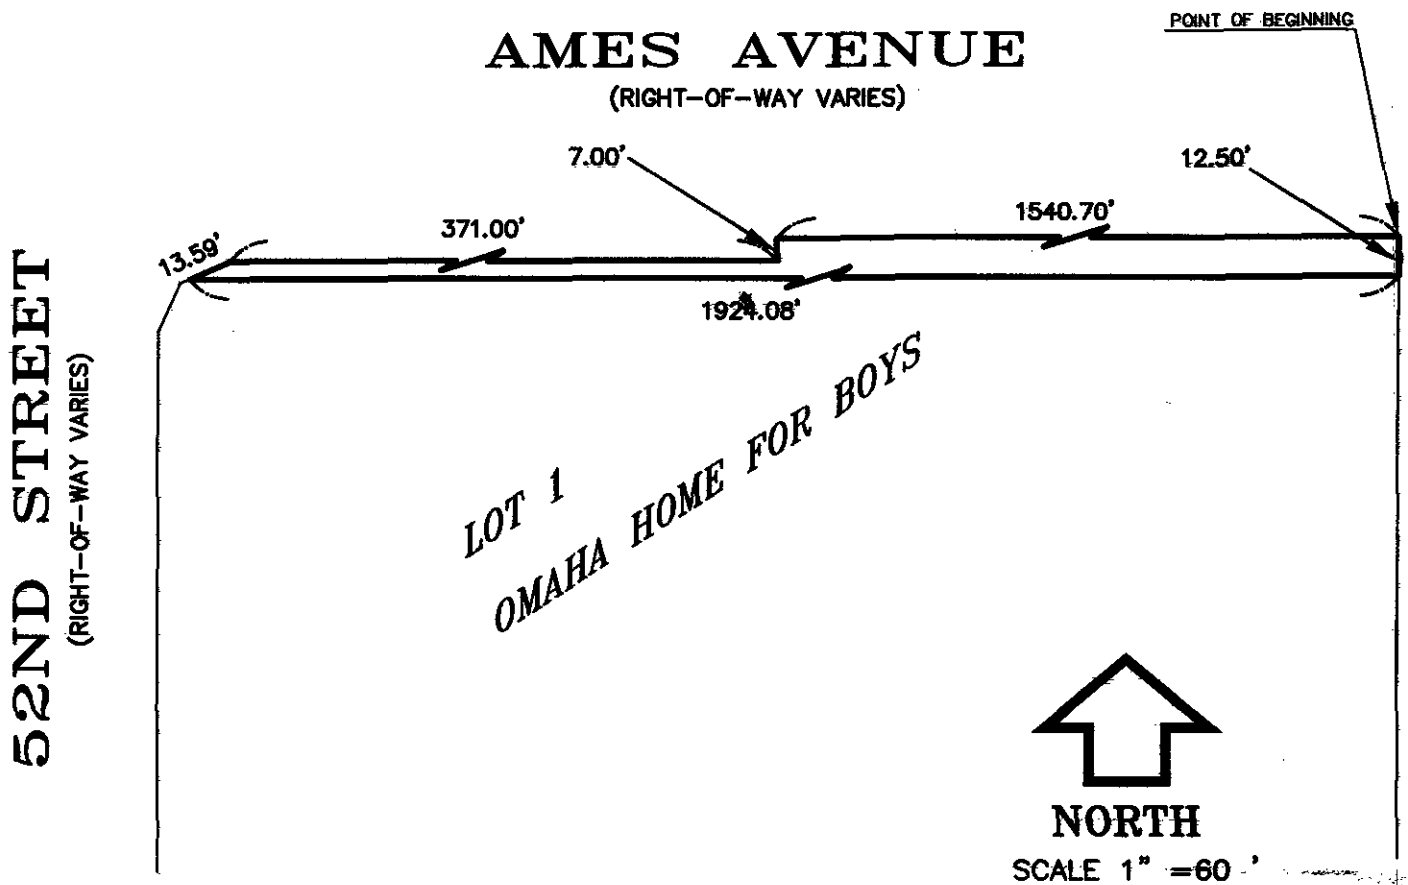 POINT OF BEGINNING
AMES AVENUE
(RIGHT-OF-WAY VARIES)
7.00'
12.50'
1540.70'
371.00'
13.59'
1924.08'
52ND STREET
(RIGHT-OF-WAY VARIES)
LOT 1
OMAHA HOME FOR BOYS
NORTH
SCALE 1" =60 '